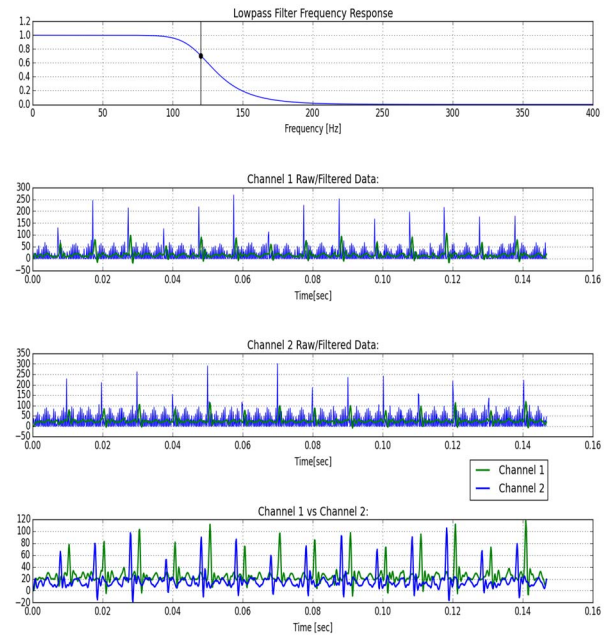 Lowpass Filter Frequency Response
1.2
1.0
0.8
0.6
0.4
0.2
0.0
0 50 100 150 200 250 300 350 400
Frequency [Hz]
Channel 1 Raw/Filtered Data:
300
250
200
150
100
50
0
−50
0.00 0.02 0.04 0.06 0.08 0.10 0.12 0.14 0.16
Time[sec]
Channel 2 Raw/Filtered Data:
350
300
250
200
150
100
50
0
−50
0.00 0.02 0.04 0.06 0.08 0.10 0.12 0.14 0.16
Time[sec]
Channel 1
Channel 2
Channel 1 vs Channel 2:
120
100
80
60
40
20
0
−20
0.00 0.02 0.04 0.06 0.08 0.10 0.12 0.14 0.16
Time [sec]